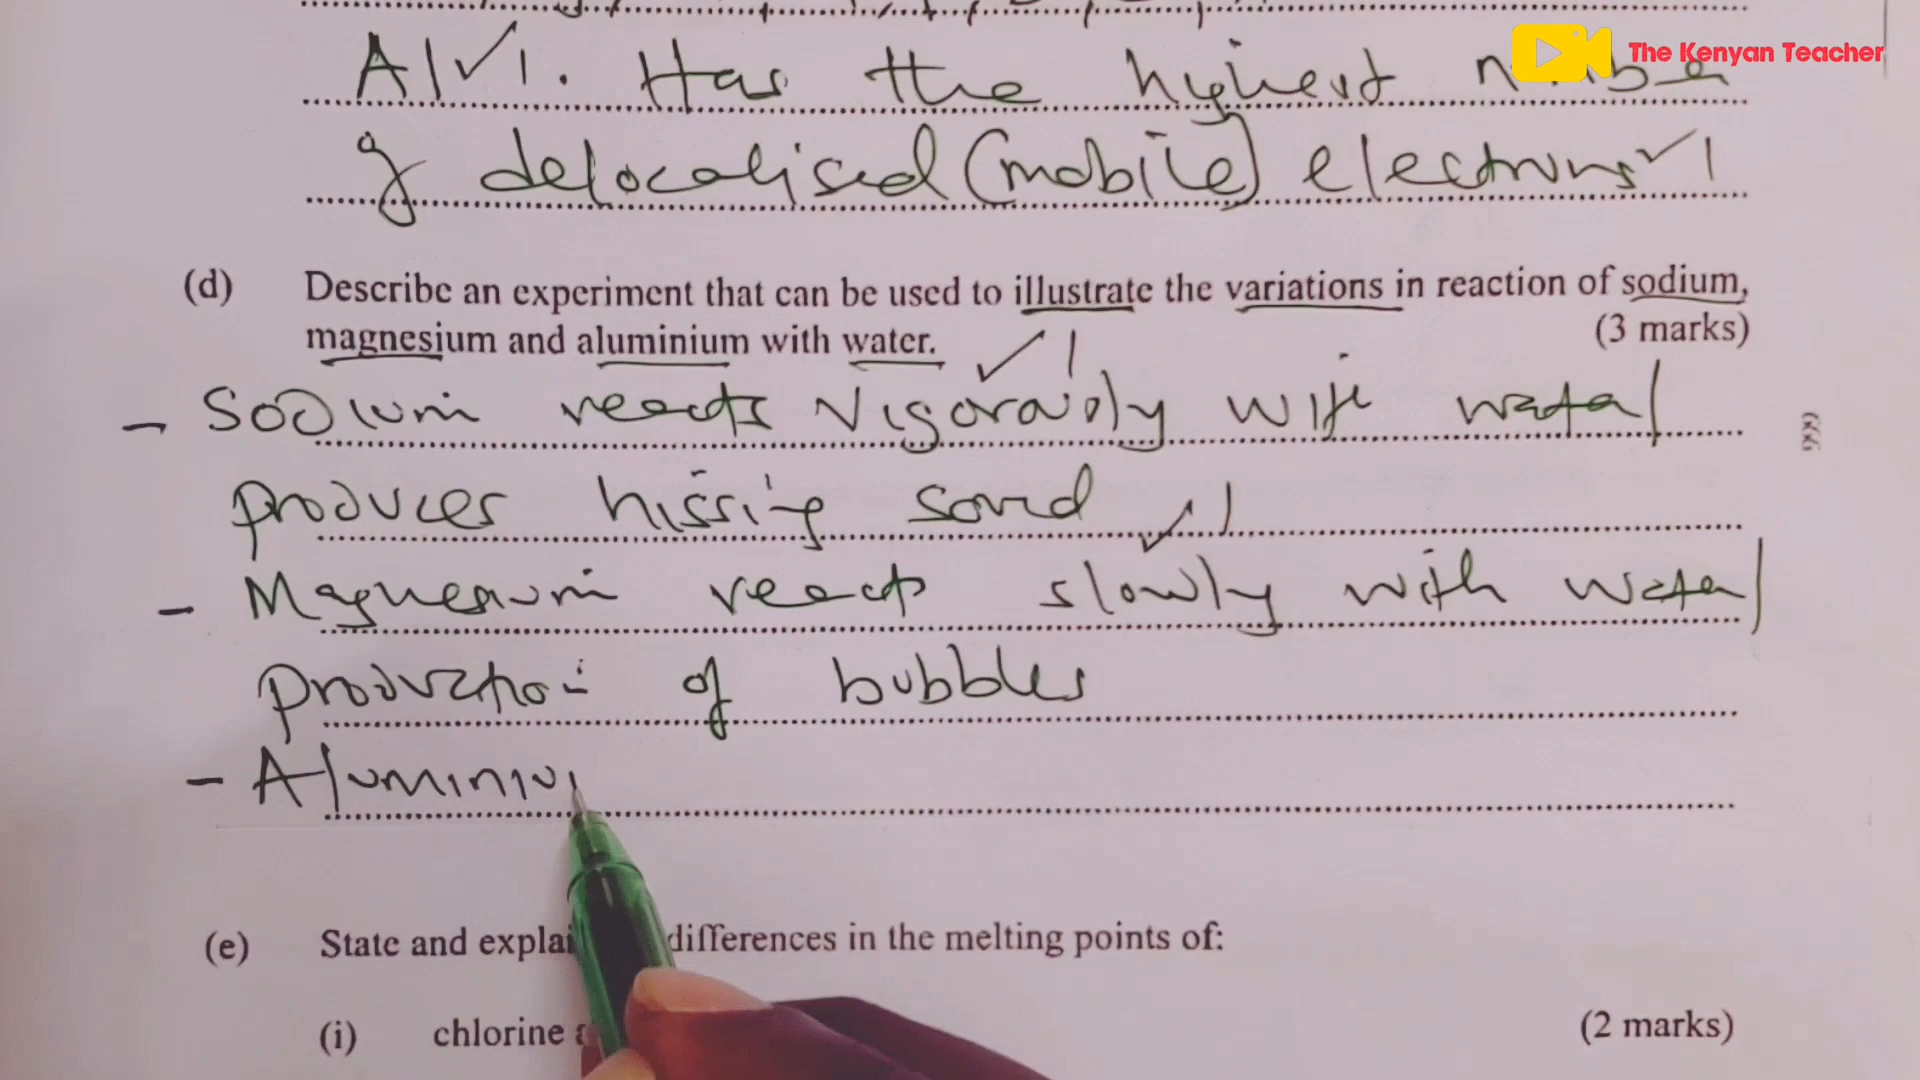 The Kenyan Teacher
Al ✓1. Has the highest
of delocalised (mobile) electrons ✓1
(d) Describe an experiment that can be used to illustrate the variations in reaction of sodium,
magnesium and aluminium with water. (3 marks)
✓1
- Sodium reacts vigorously with water/
produces hissing sound ✓1
- Magnesium reacts slowly with water/
production of bubbles
- Aluminiu
(e) State and explai differences in the melting points of:
(i) chlorine (2 marks)
666